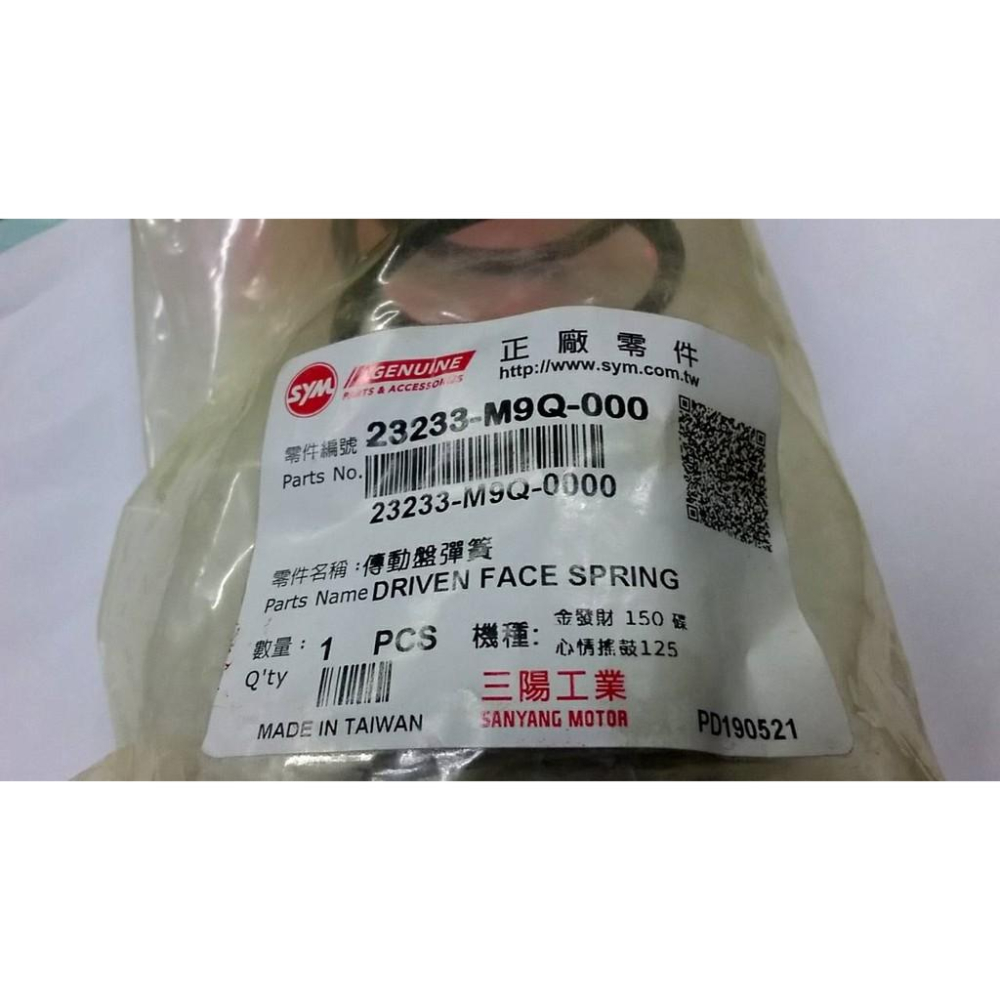 SYM GENUINE PARTS & ACCESSORIES
正廠零件
http://www.sym.com.tw
零件編號 23233-M9Q-000
Parts No.
23233-M9Q-0000
零件名稱：傳動盤彈簧
Parts Name DRIVEN FACE SPRING
數量：1 PCS 機種: 金發財 150 碟
Q'ty 心情搖鼓125
三陽工業
MADE IN TAIWAN SANYANG MOTOR PD190521